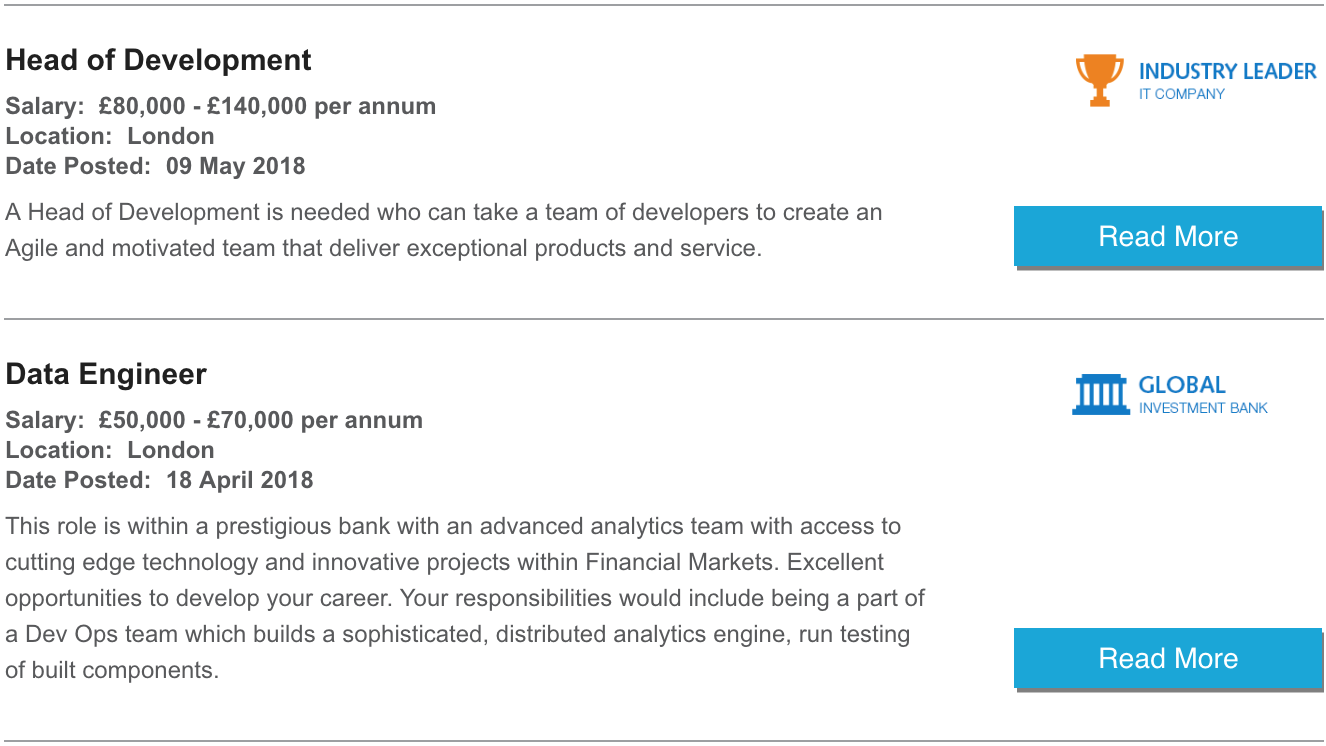 Head of Development
INDUSTRY LEADER
IT COMPANY
Salary: £80,000 - £140,000 per annum
Location: London
Date Posted: 09 May 2018
A Head of Development is needed who can take a team of developers to create an
Agile and motivated team that deliver exceptional products and service.
Read More
Data Engineer
GLOBAL
INVESTMENT BANK
Salary: £50,000 - £70,000 per annum
Location: London
Date Posted: 18 April 2018
This role is within a prestigious bank with an advanced analytics team with access to
cutting edge technology and innovative projects within Financial Markets. Excellent
opportunities to develop your career. Your responsibilities would include being a part of
a Dev Ops team which builds a sophisticated, distributed analytics engine, run testing
of built components.
Read More